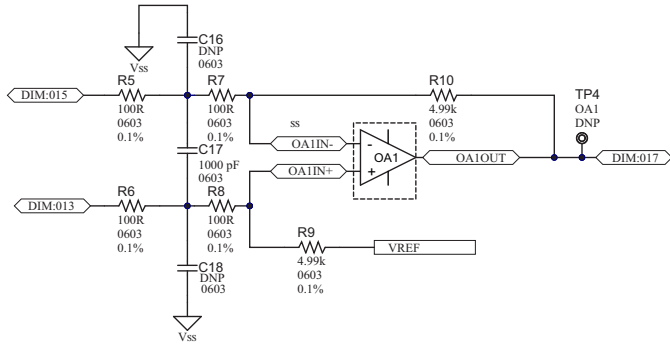 C16
DNP
0603
Vss
R5
R7
R10
TP4
OA1
DNP
DIM:015
100R
0603
0.1%
100R
0603
0.1%
4.99k
0603
0.1%
ss
C17
1000 pF
0603
OA1IN-
-
OA1
OA1OUT
DIM:017
OA1IN+
+
R6
R8
DIM:013
100R
0603
0.1%
100R
0603
0.1%
R9
VREF
4.99k
0603
0.1%
C18
DNP
0603
Vss